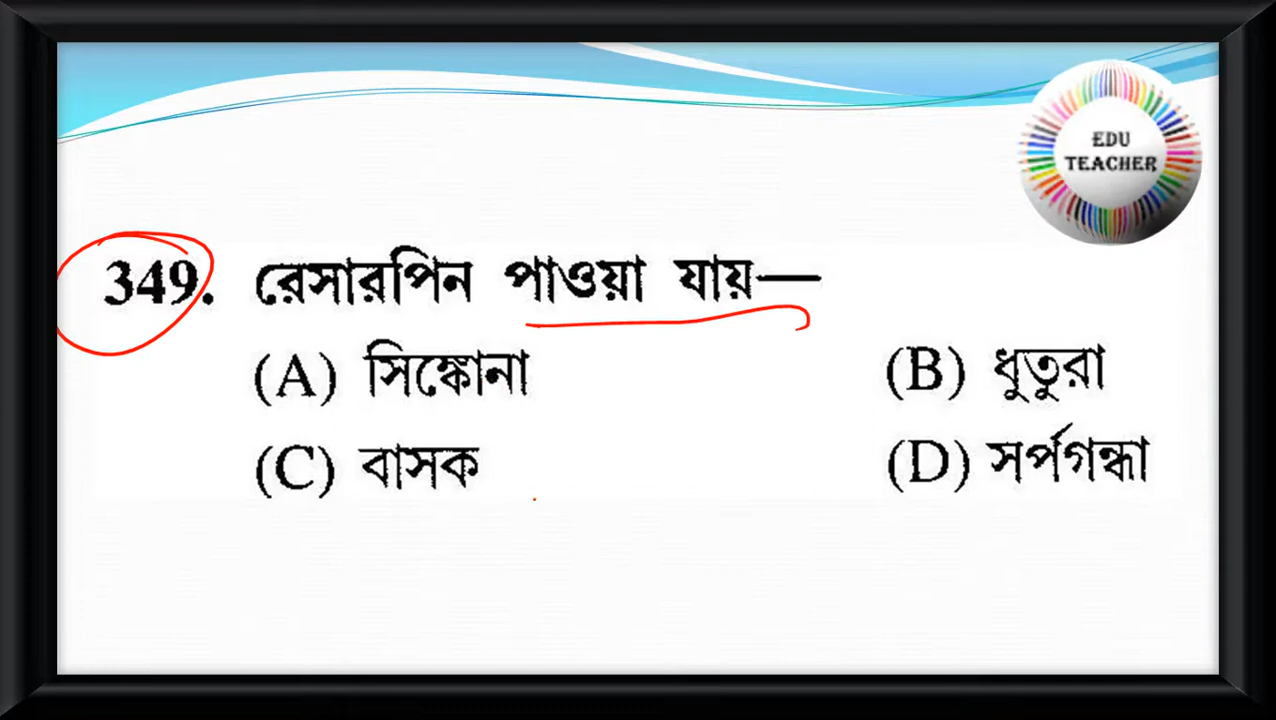 EDU
TEACHER
349. রেসারপিন পাওয়া যায়—
(A) সিঙ্কোনা (B) ধুতুরা
(C) বাসক (D) সর্পগন্ধা